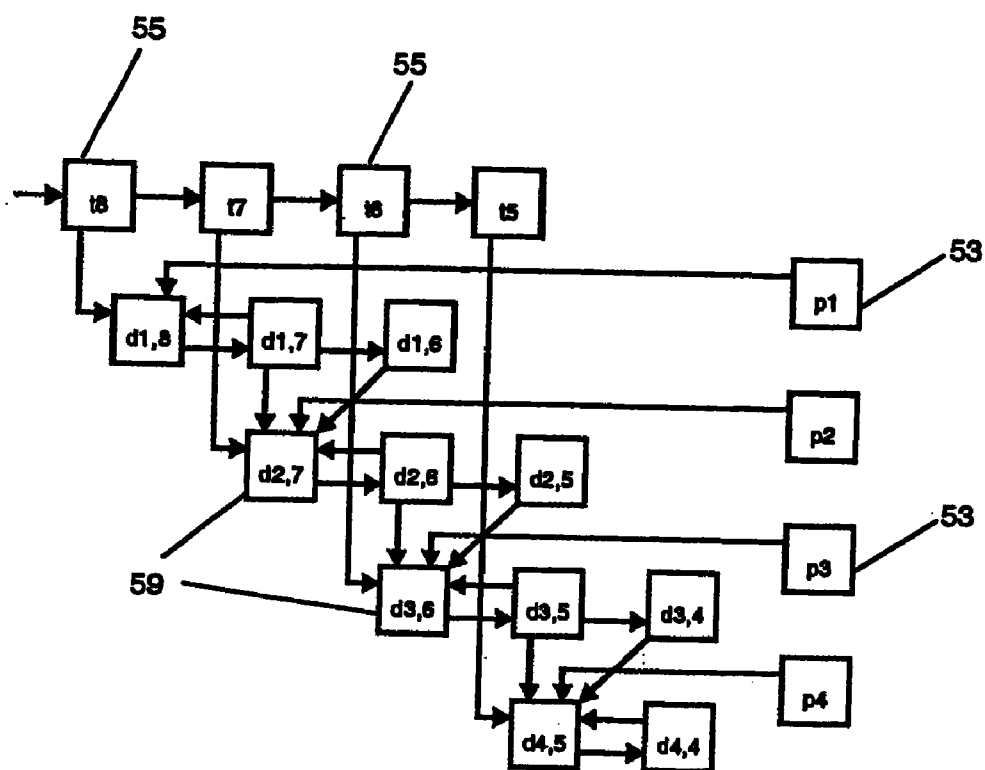 55
55
t8
t7
t6
t5
53
p1
d1,8
d1,7
d1,6
p2
d2,7
d2,6
d2,5
53
p3
59
d3,6
d3,5
d3,4
p4
d4,5
d4,4